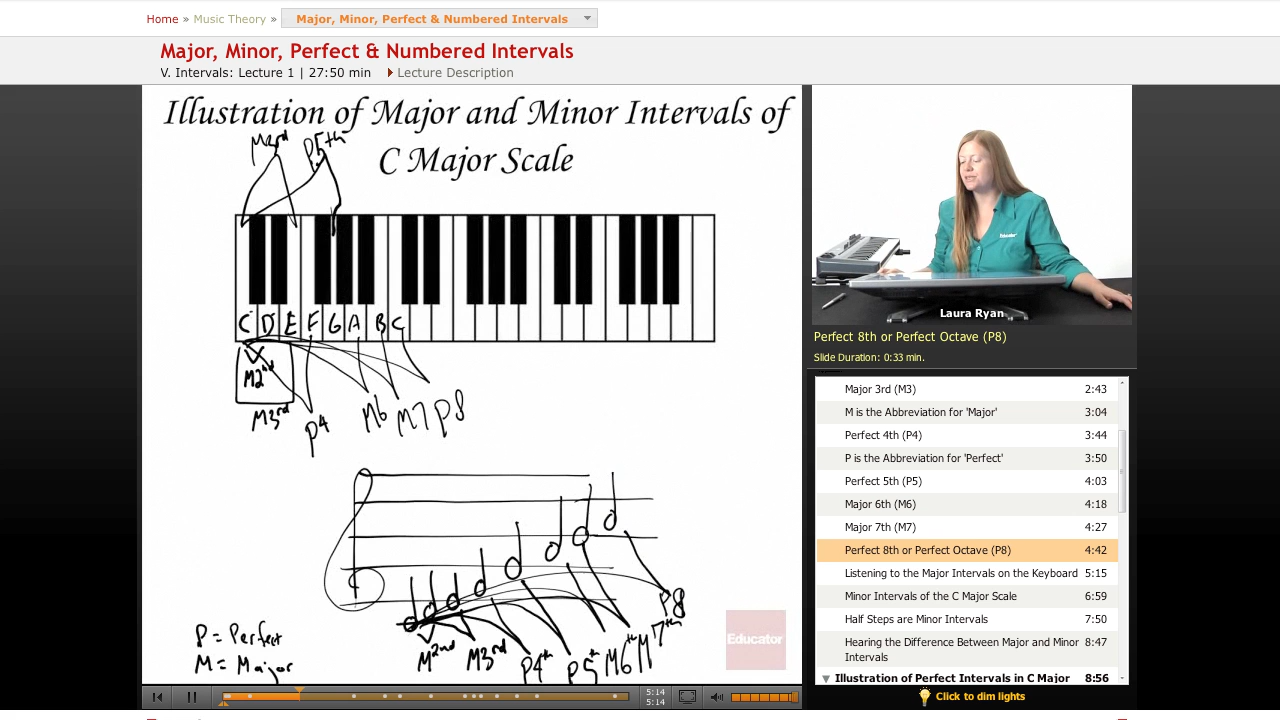 Home » Music Theory » Major, Minor, Perfect & Numbered Intervals
Major, Minor, Perfect & Numbered Intervals
V. Intervals: Lecture 1 | 27:50 min Lecture Description
Illustration of Major and Minor Intervals of
C Major Scale
M3rd P5th
C D E F G A B C
M2nd
M3rd P4 M6 M7 P8
P8
M2nd M3rd P4th P5th M6th M7th
P = Perfect
M = Major
Educator
5:14
5:14
Educator
Laura Ryan
Perfect 8th or Perfect Octave (P8)
Slide Duration: 0:33 min.
Major 3rd (M3) 2:43
M is the Abbreviation for 'Major' 3:04
Perfect 4th (P4) 3:44
P is the Abbreviation for 'Perfect' 3:50
Perfect 5th (P5) 4:03
Major 6th (M6) 4:18
Major 7th (M7) 4:27
Perfect 8th or Perfect Octave (P8) 4:42
Listening to the Major Intervals on the Keyboard 5:15
Minor Intervals of the C Major Scale 6:59
Half Steps are Minor Intervals 7:50
Hearing the Difference Between Major and Minor 8:47
Intervals
Illustration of Perfect Intervals in C Major 8:56
Click to dim lights